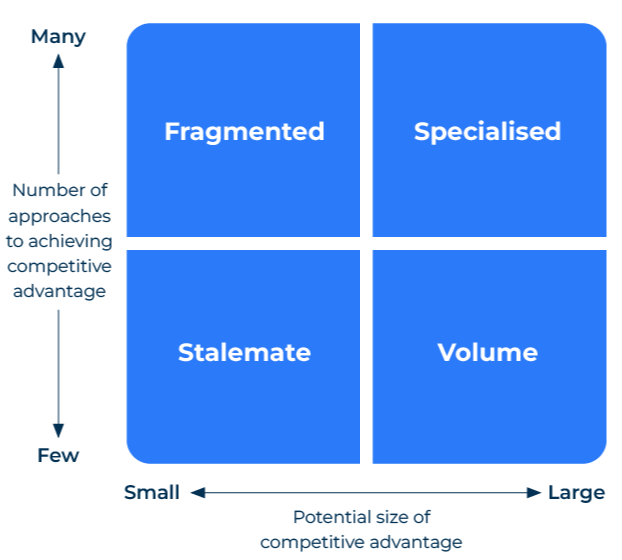 Many
Fragmented
Specialised
Number of
approaches
to achieving
competitive
advantage
Stalemate
Volume
Few
Small
Large
Potential size of
competitive advantage